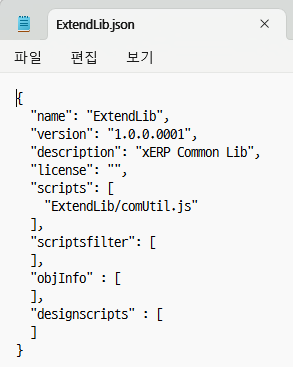 ExtendLib.json
파일 편집 보기
{
  "name": "ExtendLib",
  "version": "1.0.0.0001",
  "description": "xERP Common Lib",
  "license": "",
  "scripts": [
    "ExtendLib/comUtil.js"
  ],
  "scriptsfilter": [
  ],
  "objInfo" : [
  ],
  "designscripts" : [
  ]
}